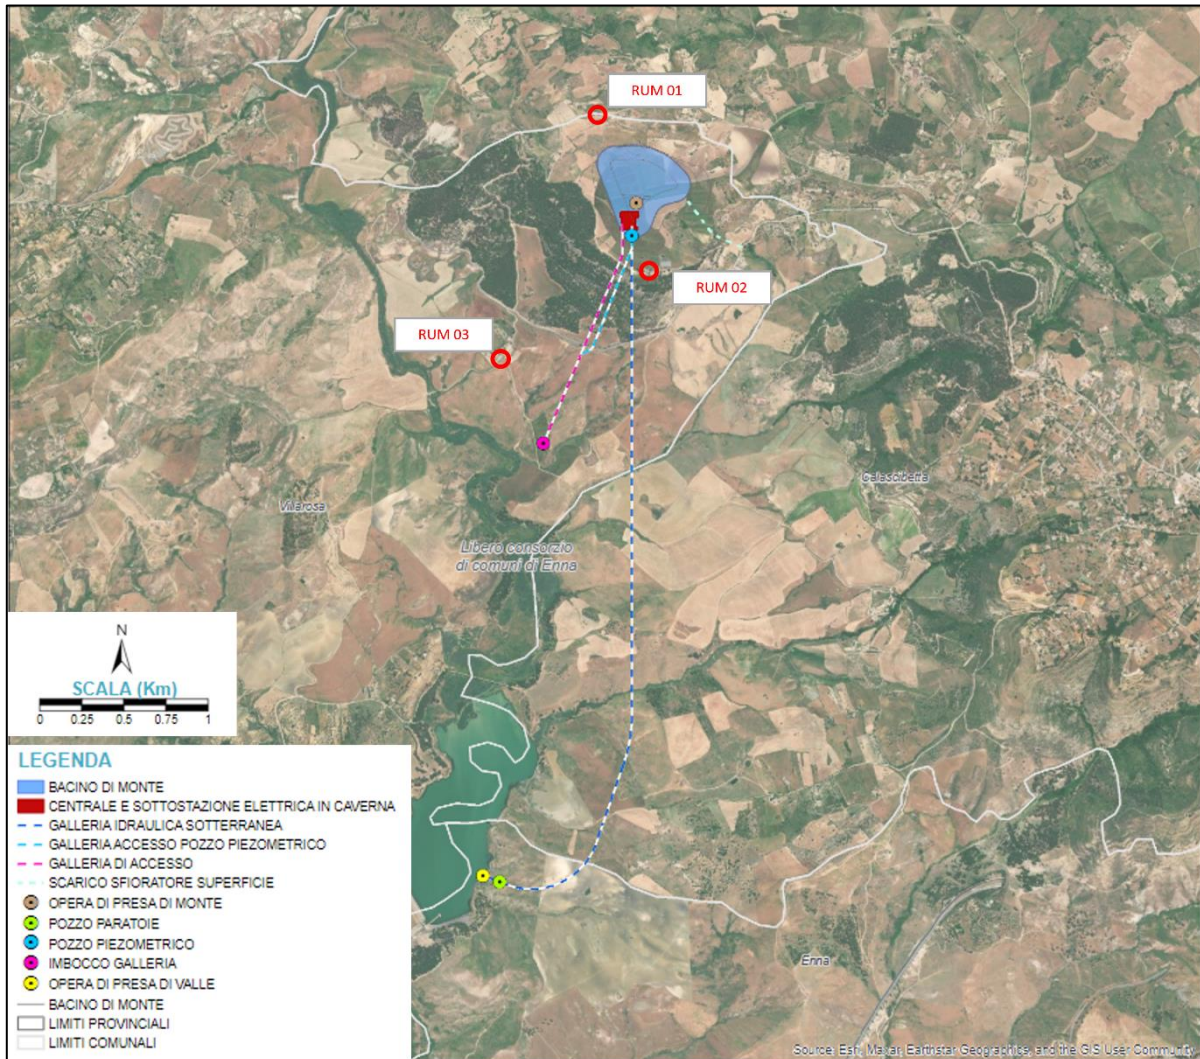 RUM 01
RUM 02
RUM 03
Calascibetta
Villarosa
Libero consorzio
di comuni di Enna
N
SCALA (Km)
0 0.25 0.5 0.75 1
LEGENDA
BACINO DI MONTE
CENTRALE E SOTTOSTAZIONE ELETTRICA IN CAVERNA
GALLERIA IDRAULICA SOTTERRANEA
GALLERIA ACCESSO POZZO PIEZOMETRICO
GALLERIA DI ACCESSO
SCARICO SFIORATORE SUPERFICIE
OPERA DI PRESA DI MONTE
POZZO PARATOIE
POZZO PIEZOMETRICO
IMBOCCO GALLERIA
OPERA DI PRESA DI VALLE
BACINO DI MONTE
LIMITI PROVINCIALI
LIMITI COMUNALI
Enna
Source: Esri, Maxar, Earthstar Geographics, and the GIS User Community